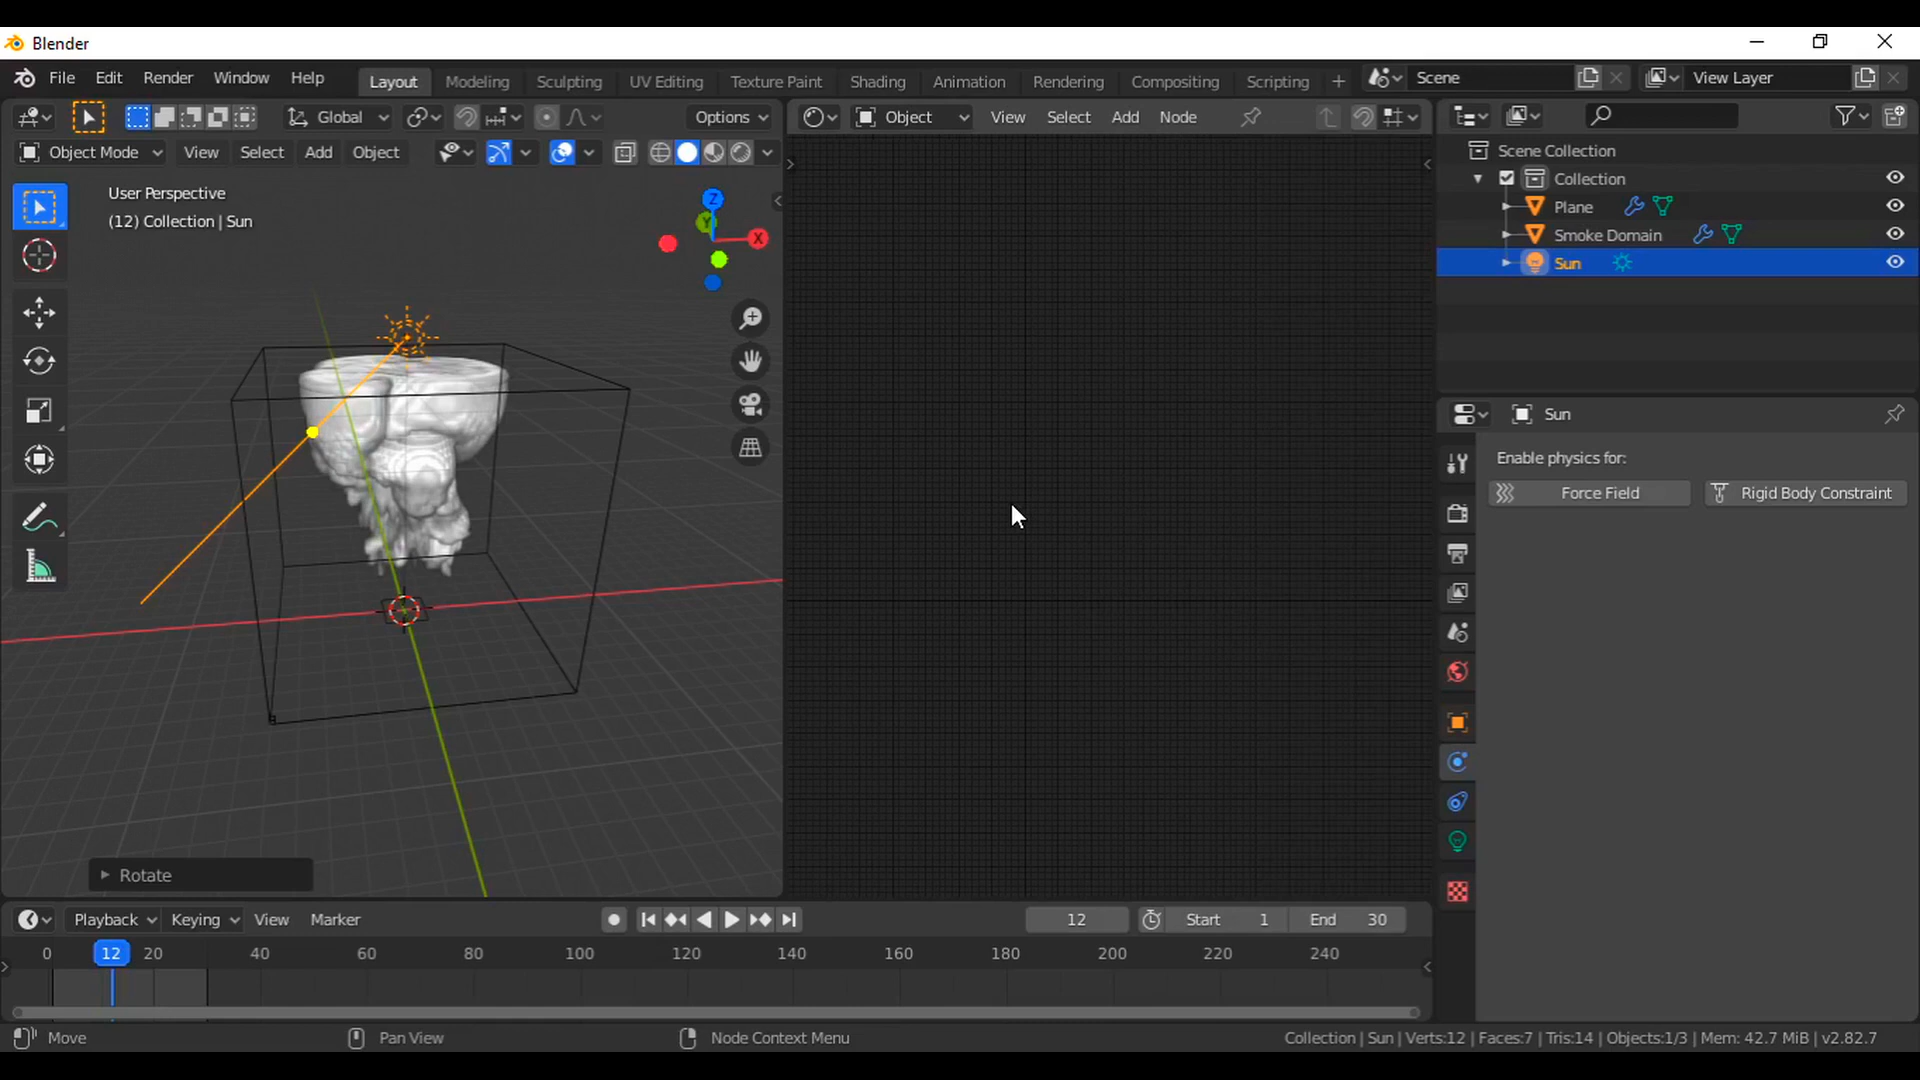 Blender
File Edit Render Window Help Layout Modeling Sculpting UV Editing Texture Paint Shading Animation Rendering Compositing Scripting + Scene View Layer
Global Options Object View Select Add Node
Object Mode View Select Add Object
User Perspective
(12) Collection | Sun
Z
Y
X
Scene Collection
Collection
Plane
Smoke Domain
Sun
Sun
Enable physics for:
Force Field Rigid Body Constraint
Rotate
Playback Keying View Marker 12 Start 1 End 30
0 12 20 40 60 80 100 120 140 160 180 200 220 240
Move Pan View Node Context Menu Collection | Sun | Verts:12 | Faces:7 | Tris:14 | Objects:1/3 | Mem: 42.7 MiB | v2.82.7